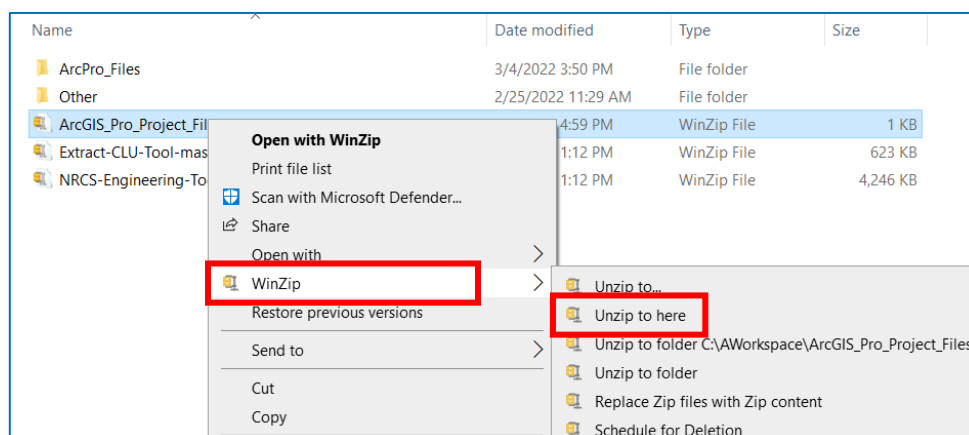 Name Date modified Type Size
ArcPro_Files 3/4/2022 3:50 PM File folder
Other 2/25/2022 11:29 AM File folder
ArcGIS_Pro_Project_Fil 4:59 PM WinZip File 1 KB
Extract-CLU-Tool-mas 1:12 PM WinZip File 623 KB
NRCS-Engineering-To 1:12 PM WinZip File 4,246 KB
Open with WinZip
Print file list
Scan with Microsoft Defender...
Share
Open with
WinZip
Restore previous versions
Send to
Cut
Copy
Unzip to...
Unzip to here
Unzip to folder C:\AWorkspace\ArcGIS_Pro_Project_Files
Unzip to folder
Replace Zip files with Zip content
Schedule for Deletion